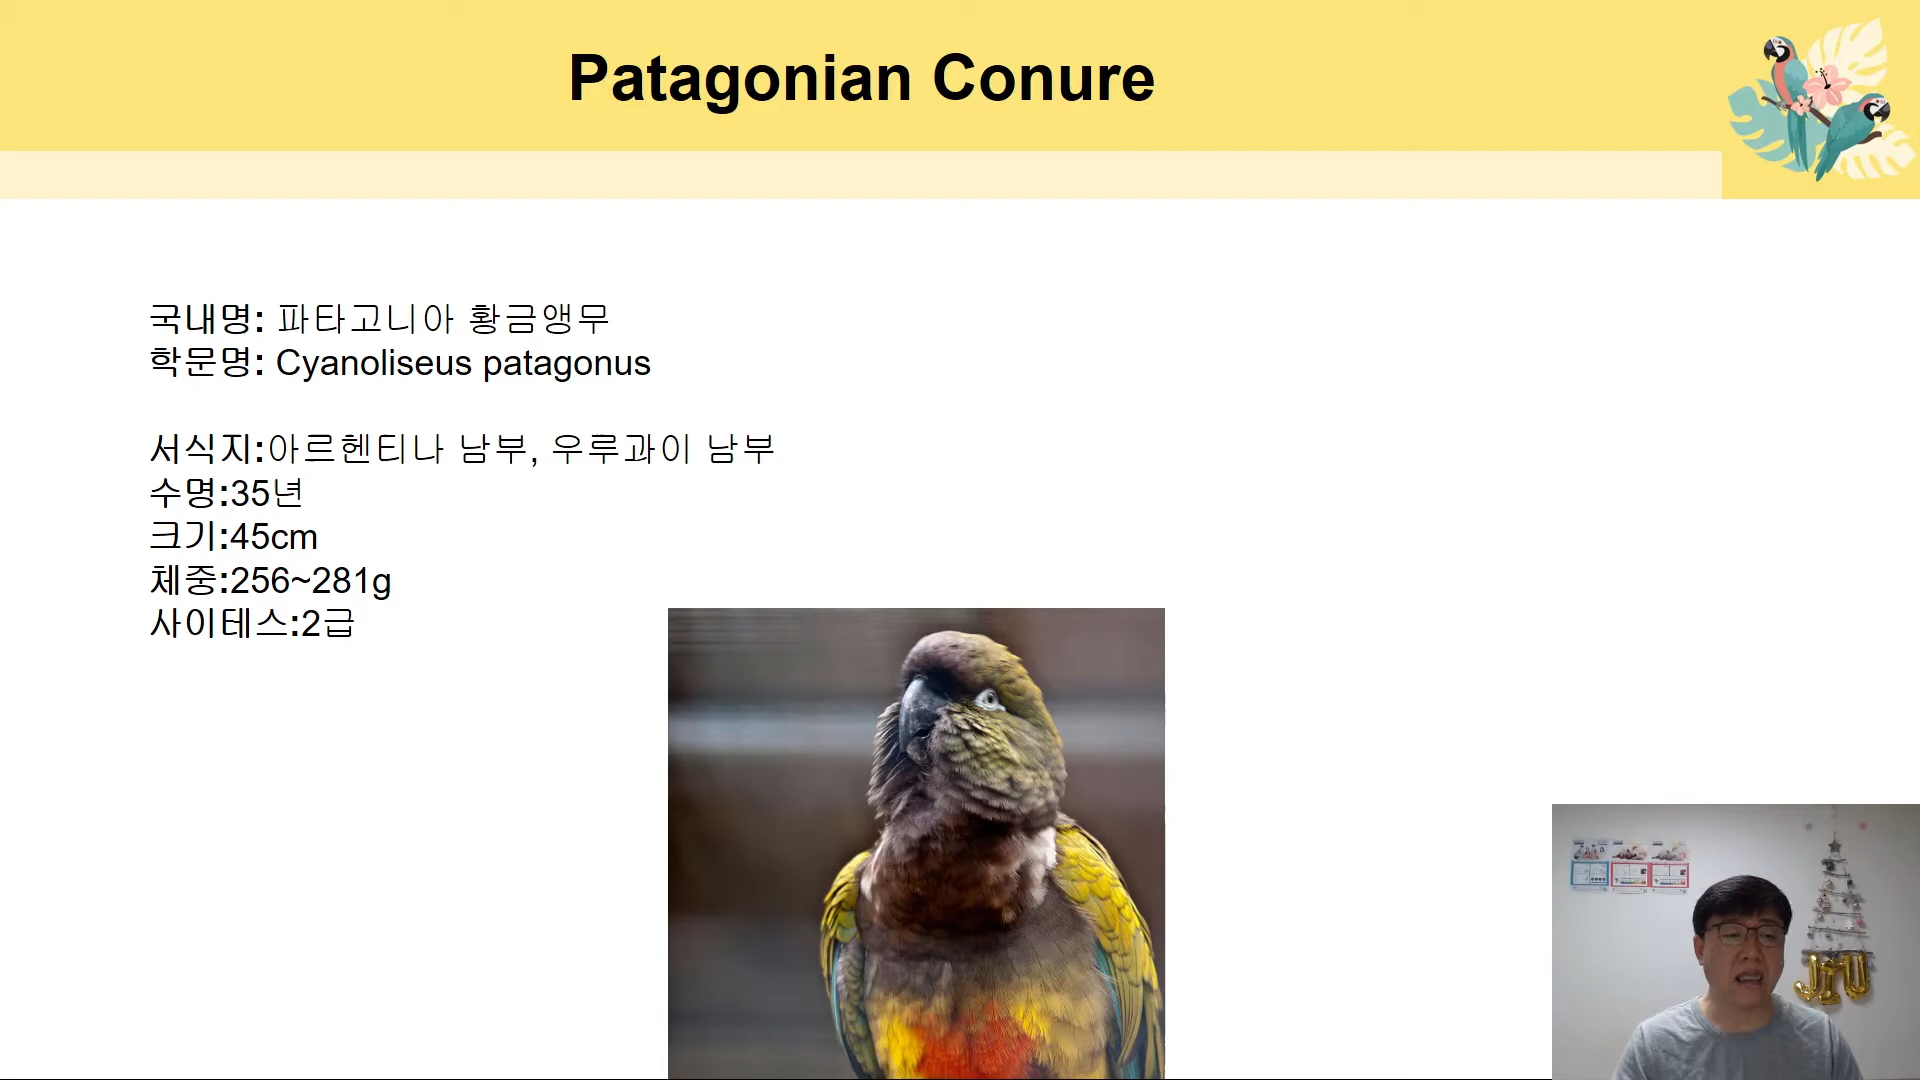 Patagonian Conure
국내명: 파타고니아 황금앵무
학문명: Cyanoliseus patagonus
서식지:아르헨티나 남부, 우루과이 남부
수명:35년
크기:45cm
체중:256~281g
사이테스:2급